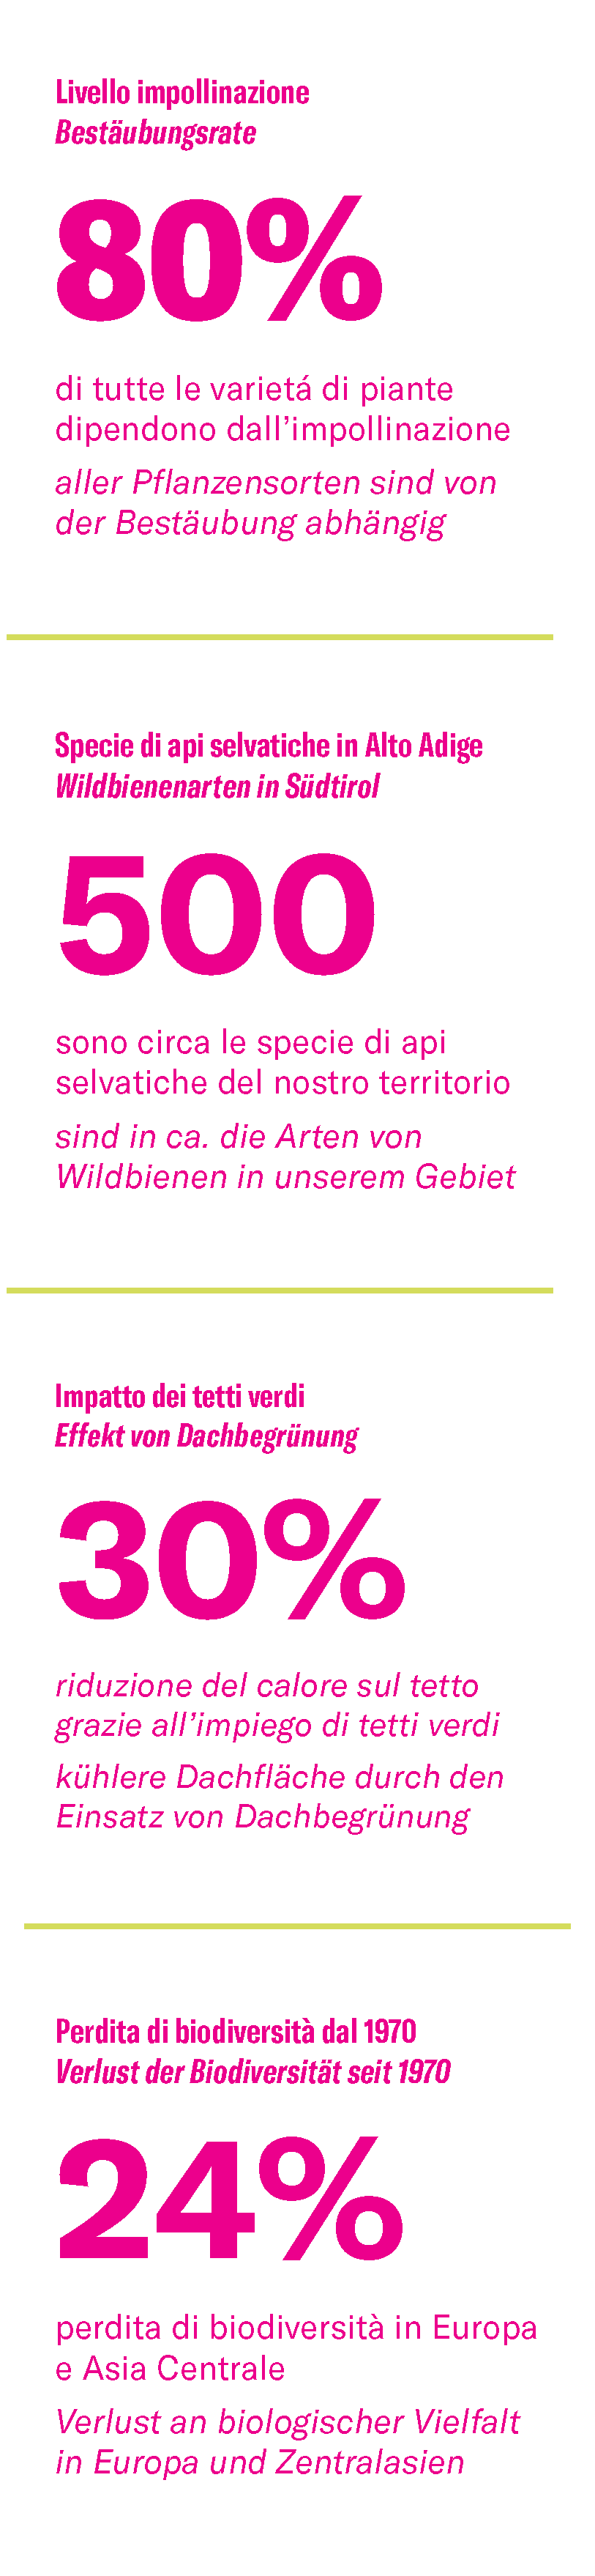 Livello impollinazione
Bestäubungsrate
80%
di tutte le varietá di piante
dipendono dall’impollinazione
aller Pflanzensorten sind von
der Bestäubung abhängig
Specie di api selvatiche in Alto Adige
Wildbienenarten in Südtirol
500
sono circa le specie di api
selvatiche del nostro territorio
sind in ca. die Arten von
Wildbienen in unserem Gebiet
Impatto dei tetti verdi
Effekt von Dachbegrünung
30%
riduzione del calore sul tetto
grazie all’impiego di tetti verdi
kühlere Dachfläche durch den
Einsatz von Dachbegrünung
Perdita di biodiversità dal 1970
Verlust der Biodiversität seit 1970
24%
perdita di biodiversità in Europa
e Asia Centrale
Verlust an biologischer Vielfalt
in Europa und Zentralasien